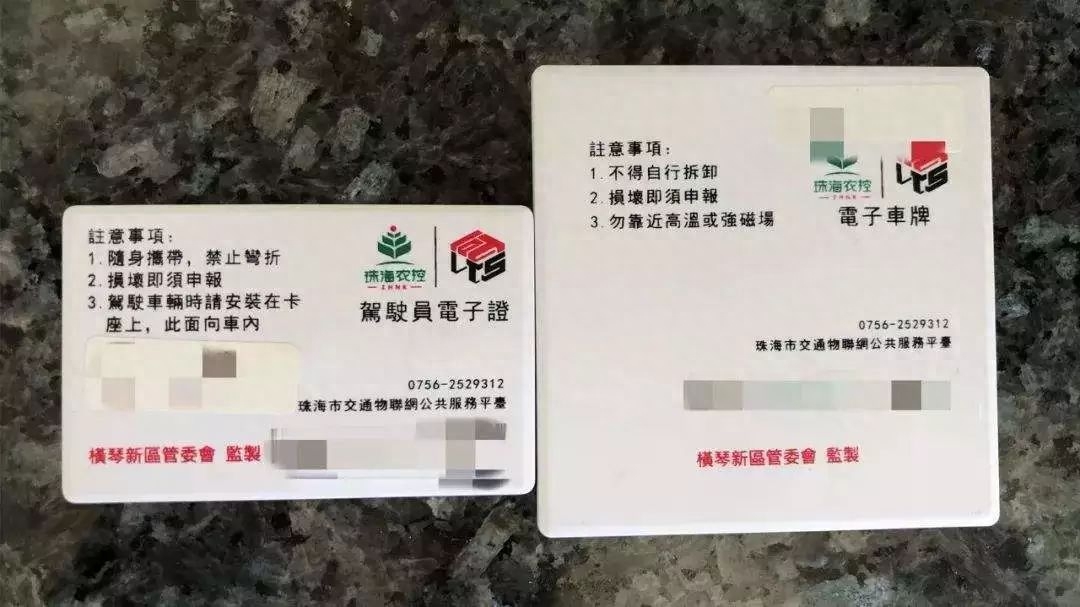 註意事項:
1.隨身攜帶,禁止彎折
2.損壞即須申報
3.駕駛車輛時請安裝在卡
座上,此面向車內
珠海农控
ZHNK
LTS
駕駛員電子證
0756-2529312
珠海市交通物聯網公共服務平臺
橫琴新區管委會 監製
註意事項:
1.不得自行拆卸
2.損壞即須申報
3.勿靠近高溫或強磁場
珠海农控
ZHNK
LTS
電子車牌
0756-2529312
珠海市交通物聯網公共服務平臺
橫琴新區管委會 監製